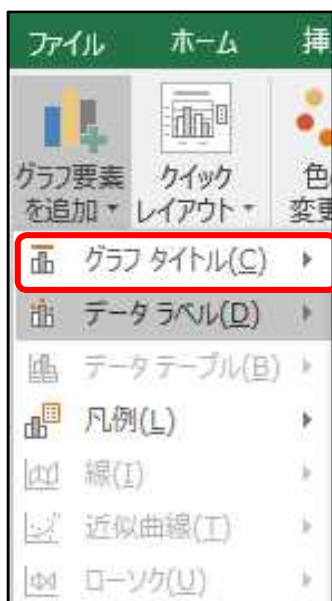 ファイル ホーム 挿
グラフ要素
を追加
クイック
レイアウト
色
変更
グラフ タイトル(C)
データ ラベル(D)
データ テーブル(B)
凡例(L)
線(I)
近似曲線(T)
ローソク(U)